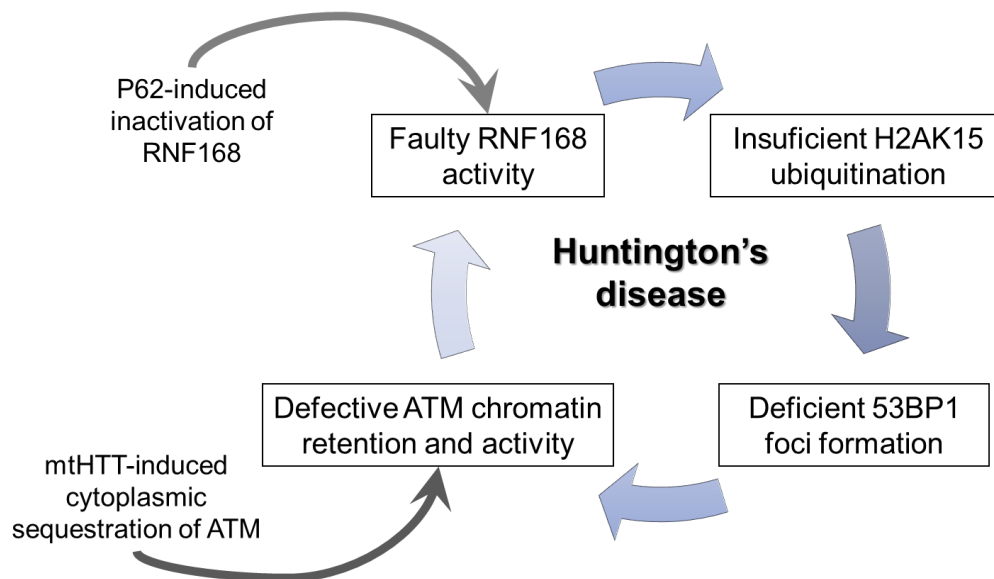 P62-induced
inactivation of
RNF168
Faulty RNF168
activity
Insuficient H2AK15
ubiquitination
Huntington’s
disease
Defective ATM chromatin
retention and activity
Deficient 53BP1
foci formation
mtHTT-induced
cytoplasmic
sequestration of ATM